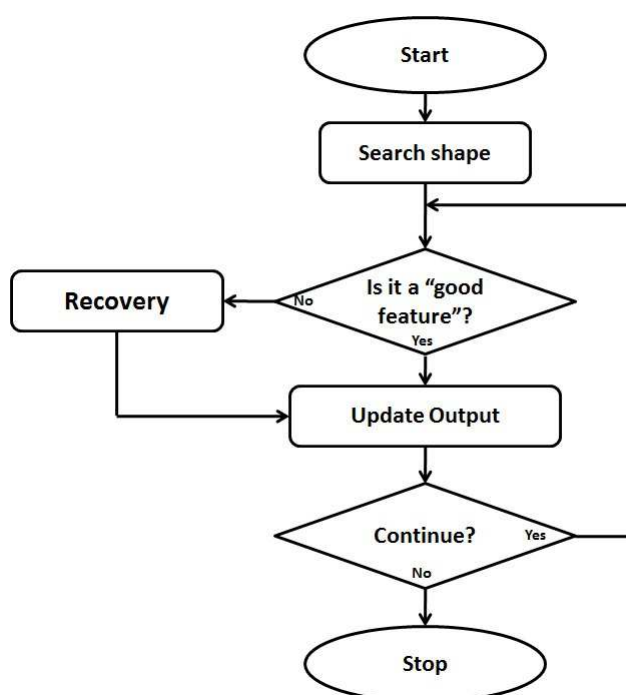 Start
Search shape
Is it a “good
feature”?
No
Yes
Recovery
Update Output
Continue?
Yes
No
Stop